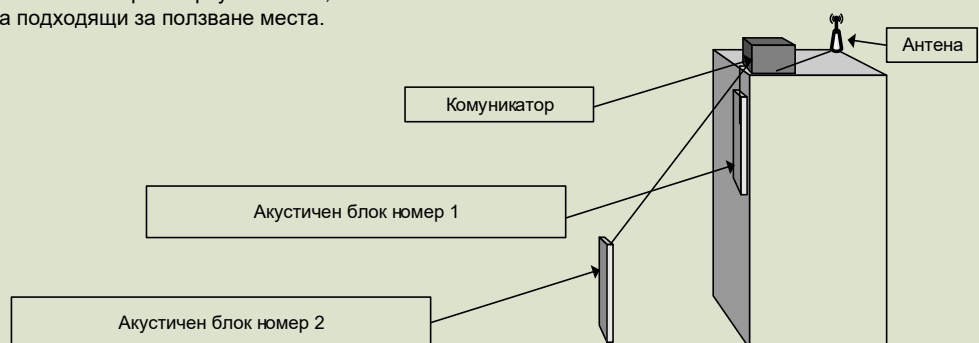 а подходящи за ползване места.
Антена
Комуникатор
Акустичен блок номер 1
Акустичен блок номер 2